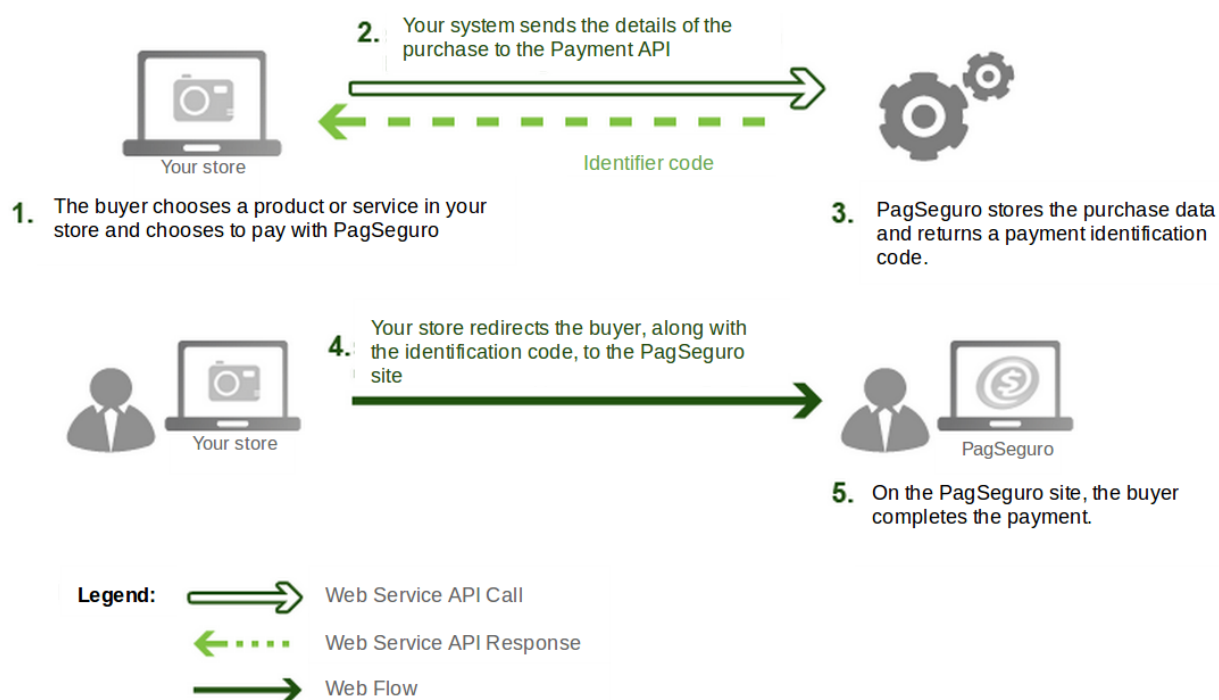 2. Your system sends the details of the
purchase to the Payment API
Your store
Identifier code
1. The buyer chooses a product or service in your
store and chooses to pay with PagSeguro
3. PagSeguro stores the purchase data
and returns a payment identification
code.
4. Your store redirects the buyer, along with
the identification code, to the PagSeguro
site
Your store
PagSeguro
5. On the PagSeguro site, the buyer
completes the payment.
Legend:
Web Service API Call
Web Service API Response
Web Flow